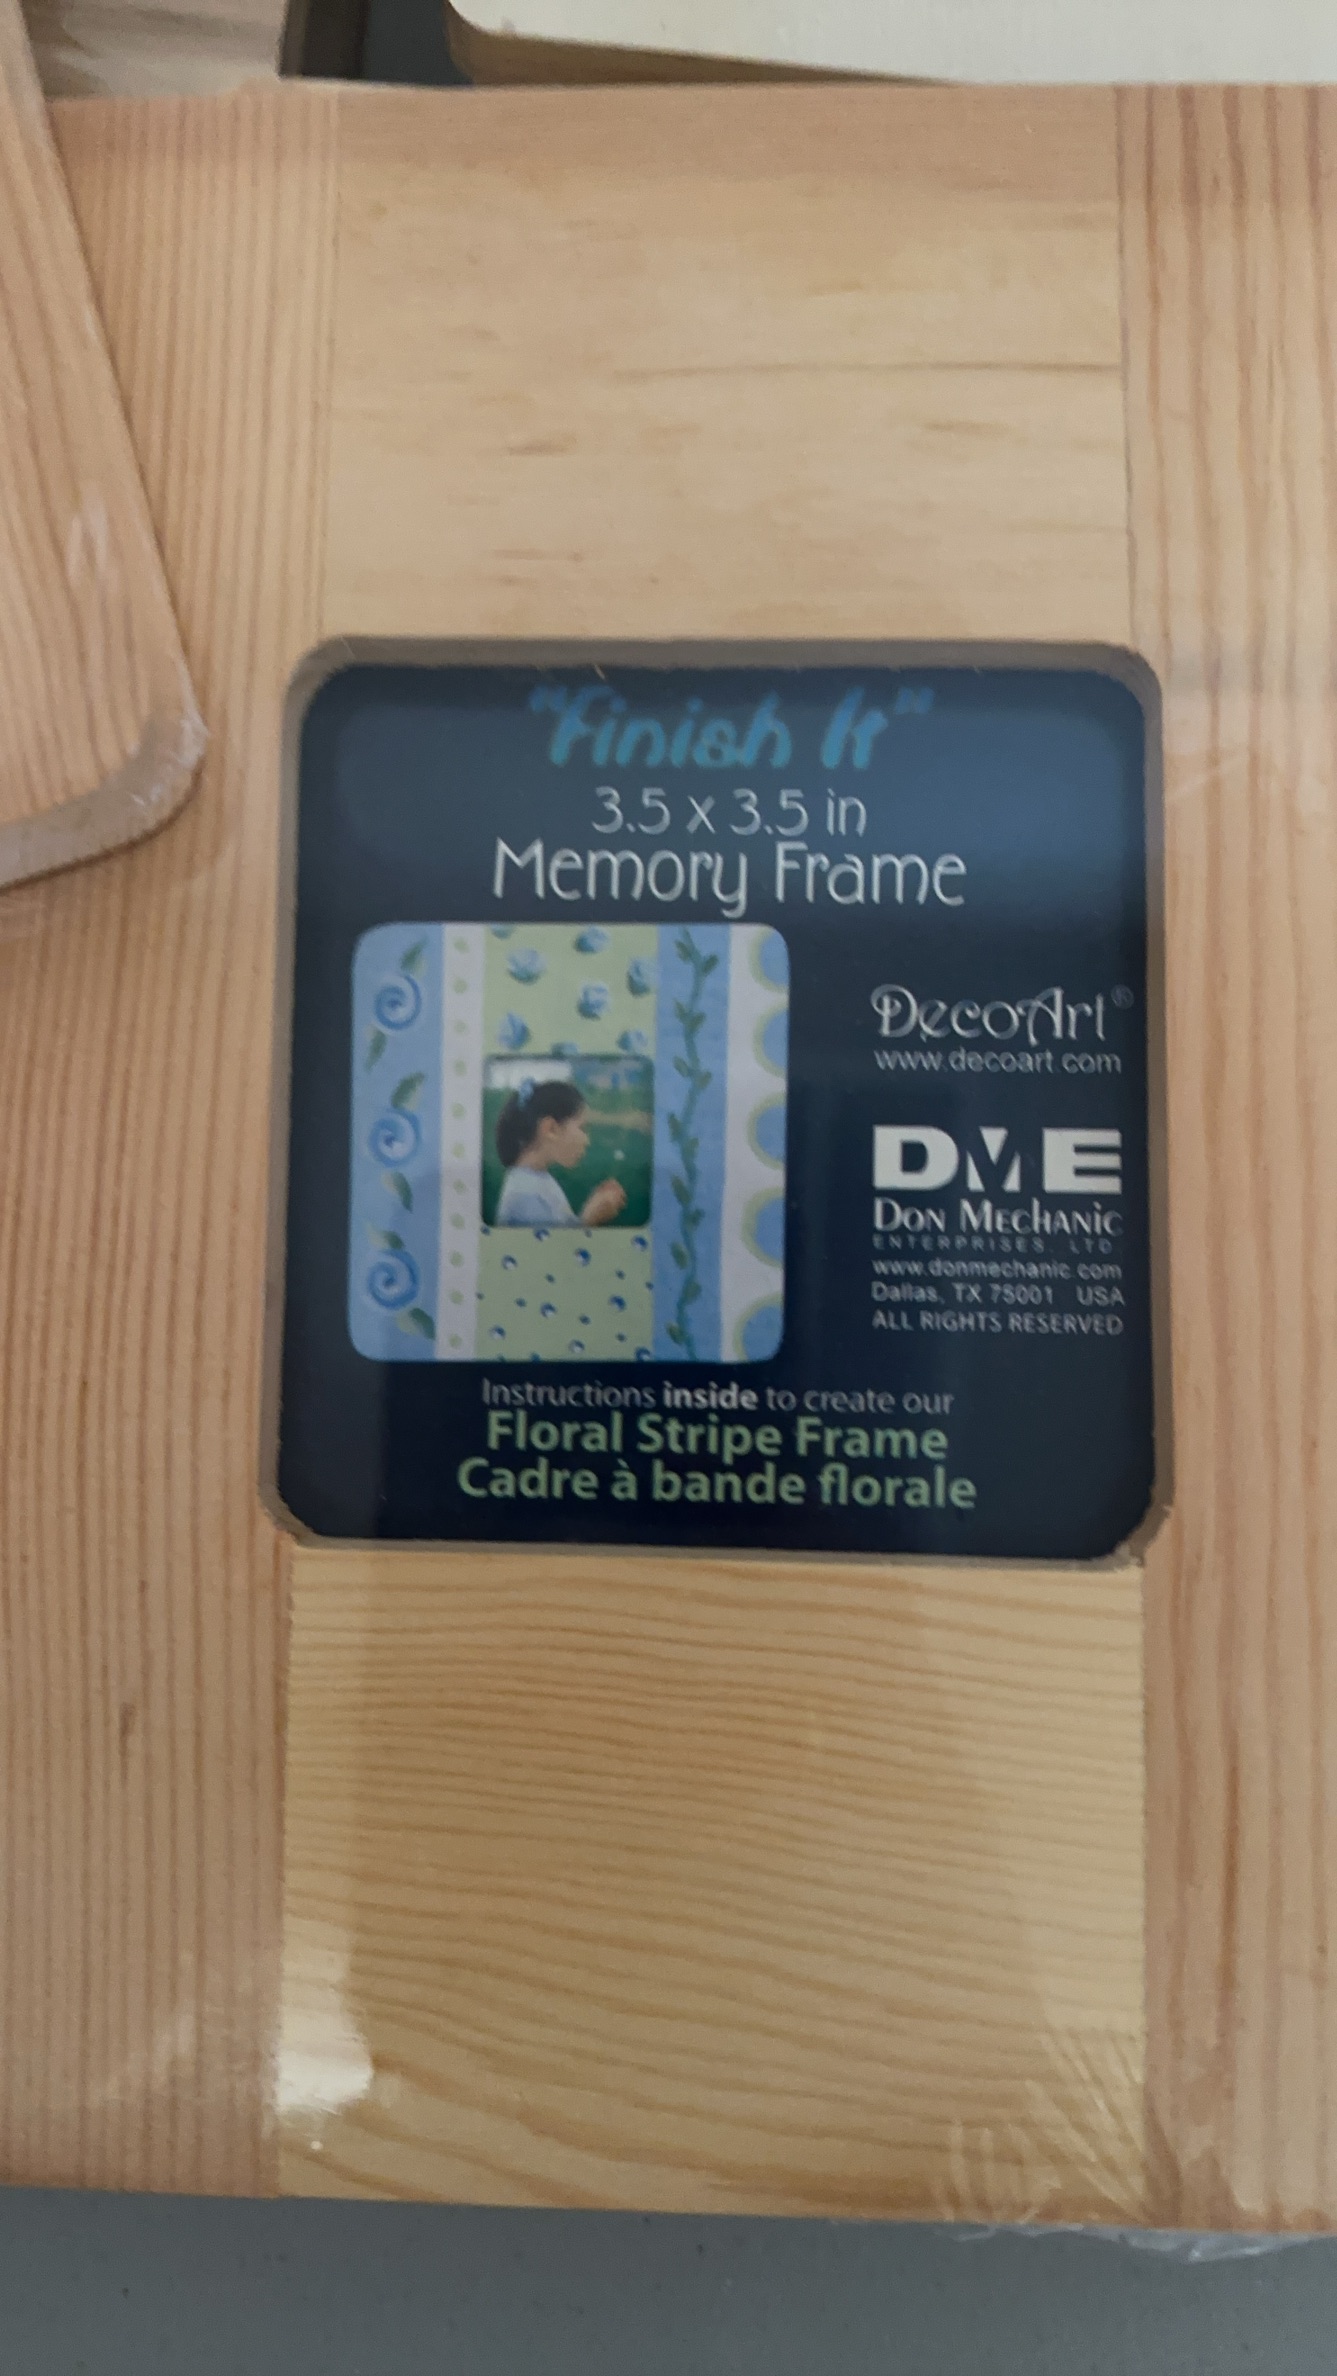 "Finish It"
3.5 x 3.5 in
Memory Frame
DecoArt®
www.decoart.com
DME
DON MECHANIC
ENTERPRISES, LTD.
www.donmechanic.com
Dallas, TX 75001 USA
ALL RIGHTS RESERVED
Instructions inside to create our
Floral Stripe Frame
Cadre à bande florale